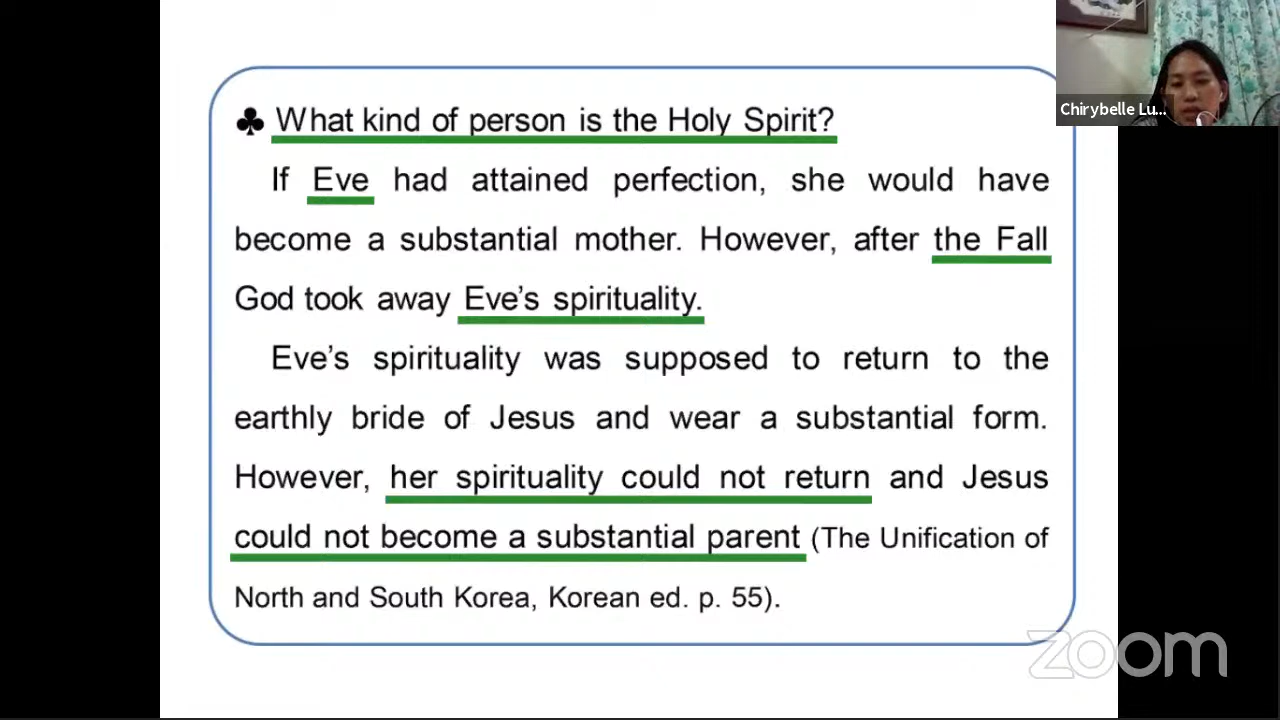 ♣ What kind of person is the Holy Spirit?
If Eve had attained perfection, she would have
become a substantial mother. However, after the Fall
God took away Eve’s spirituality.
Eve’s spirituality was supposed to return to the
earthly bride of Jesus and wear a substantial form.
However, her spirituality could not return and Jesus
could not become a substantial parent (The Unification of
North and South Korea, Korean ed. p. 55).
Chirybelle Lu...
zoom